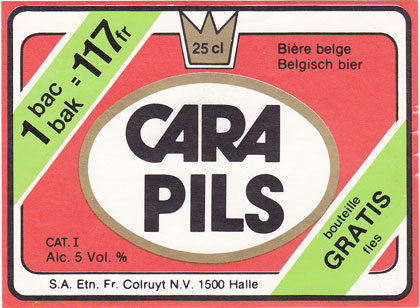 1 bac
bak = 117 fr
25 cl
Bière belge
Belgisch bier
CARA
PILS
CAT. I
Alc. 5 Vol. %
bouteille
GRATIS
fles
S.A. Etn. Fr. Colruyt N.V. 1500 Halle